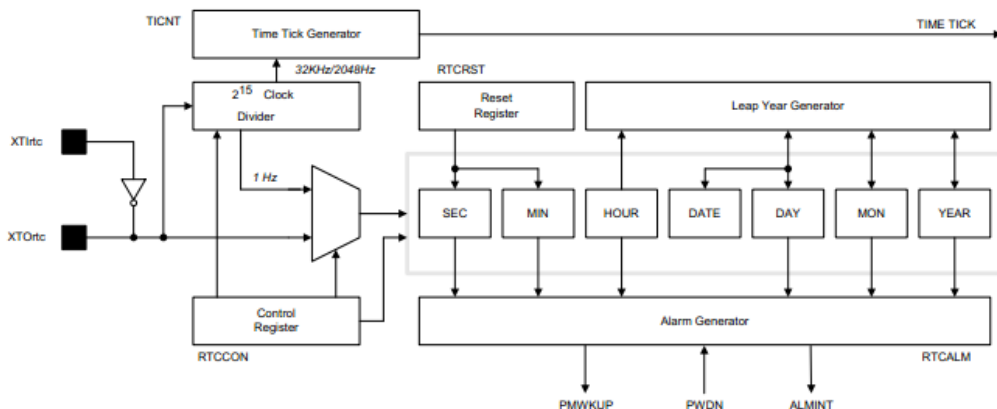 TICNT
Time Tick Generator
TIME TICK
32KHz/2048Hz
RTCRST
2^15 Clock
Divider
Reset
Register
Leap Year Generator
XTIrtc
1 Hz
SEC
MIN
HOUR
DATE
DAY
MON
YEAR
XTOrtc
Control
Register
Alarm Generator
RTCCON
RTCALM
PMWKUP
PWDN
ALMINT